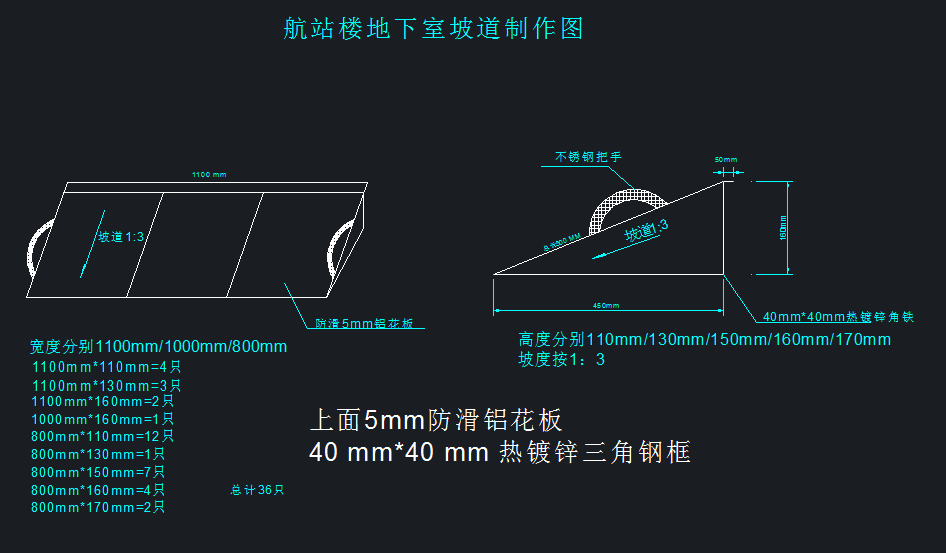 航站楼地下室坡道制作图
1100 mm
坡道1:3
防滑5mm铝花板
不锈钢把手
50mm
坡道1:3
160mm
450mm
40mm*40mm热镀锌角铁
宽度分别1100mm/1000mm/800mm
1100mm*110mm=4只
1100mm*130mm=3只
1100mm*160mm=2只
1000mm*160mm=1只
800mm*110mm=12只
800mm*130mm=1只
800mm*150mm=7只
800mm*160mm=4只
总计36只
800mm*170mm=2只
高度分别110mm/130mm/150mm/160mm/170mm
坡度按1：3
上面5mm防滑铝花板
40 mm*40 mm 热镀锌三角钢框